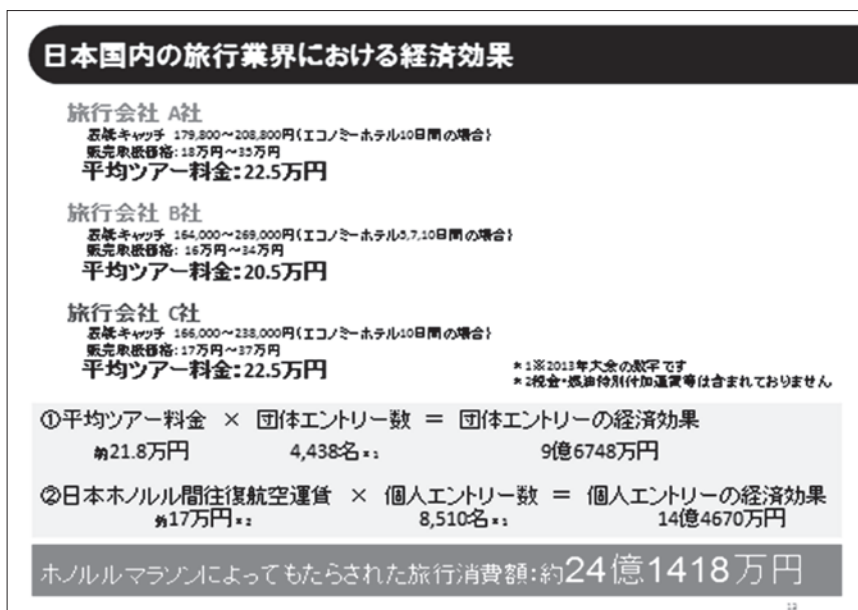 日本国内の旅行業界における経済効果
旅行会社 A社
表紙キャッチ 179,800~208,800円(エコノミーホテル10日間の場合)
販売取扱価格:18万円~35万円
平均ツアー料金:22.5万円
旅行会社 B社
表紙キャッチ 164,000~269,000円(エコノミーホテル5,7,10日間の場合)
販売取扱価格:16万円~34万円
平均ツアー料金:20.5万円
旅行会社 C社
表紙キャッチ 166,000~238,000円(エコノミーホテル10日間の場合)
販売取扱価格:17万円~37万円
平均ツアー料金:22.5万円
*1※2013年大会の数字です
*2税金・燃油特別付加運賃等は含まれておりません
①平均ツアー料金 × 団体エントリー数 = 団体エントリーの経済効果
約21.8万円 4,438名*1 9億6748万円
②日本ホノルル間往復航空運賃 × 個人エントリー数 = 個人エントリーの経済効果
約17万円*2 8,510名*1 14億4670万円
ホノルルマラソンによってもたらされた旅行消費額:約24億1418万円